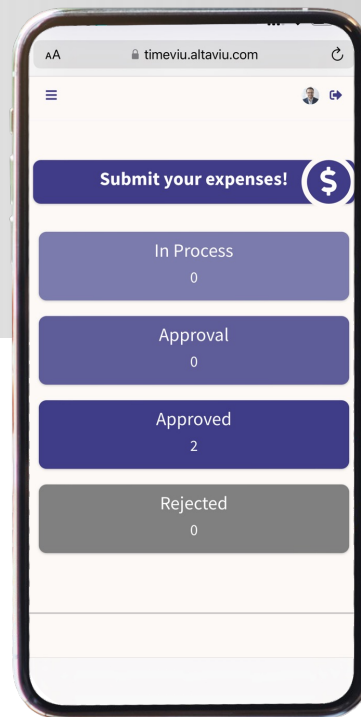 AA timeviu.altaviu.com
Submit your expenses! $
In Process
0
Approval
0
Approved
2
Rejected
0